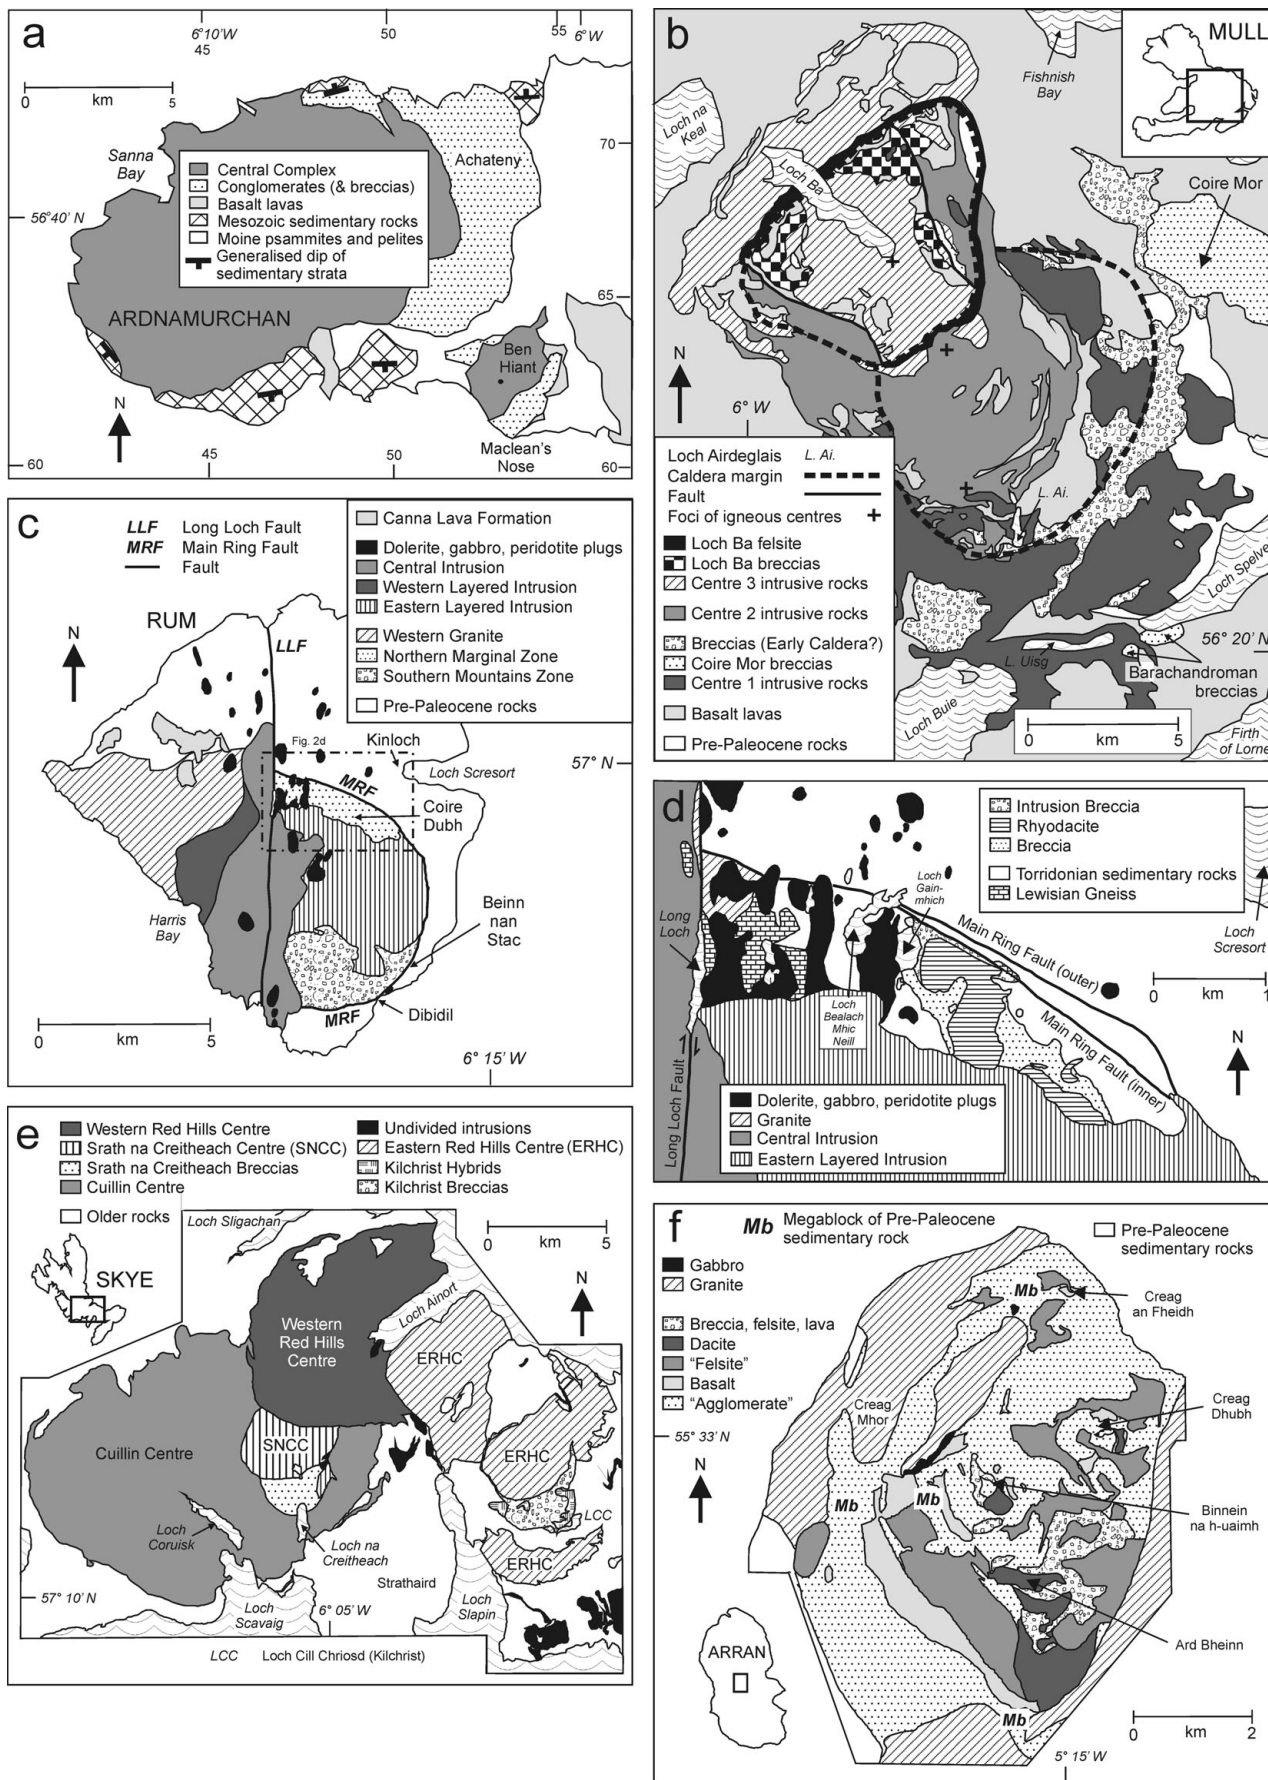 a
6°10'W
45
50
55
6°W
0
km
5
Sanna
Bay
Achateny
70
56°40' N
Central Complex
Conglomerates (& breccias)
Basalt lavas
Mesozoic sedimentary rocks
Moine psammites and pelites
Generalised dip of
sedimentary strata
65
ARDNAMURCHAN
Ben
Hiant
N
Maclean's
Nose
60
45
50
60
b
MULL
Fishnish
Bay
Loch na
Keal
Loch Ba
Coire Mor
N
6° W
Loch Airdeglais
L. Ai.
Caldera margin
Fault
Foci of igneous centres
L. Ai.
Loch Ba felsite
Loch Ba breccias
Centre 3 intrusive rocks
Centre 2 intrusive rocks
Breccias (Early Caldera?)
Coire Mor breccias
Centre 1 intrusive rocks
Basalt lavas
Pre-Paleocene rocks
Loch Spelve
56° 20' N
L. Uisg
Barachandroman
breccias
Loch Buie
0
km
5
Firth
of Lorne
c
LLF
Long Loch Fault
MRF
Main Ring Fault
Fault
Canna Lava Formation
Dolerite, gabbro, peridotite plugs
Central Intrusion
Western Layered Intrusion
Eastern Layered Intrusion
Western Granite
Northern Marginal Zone
Southern Mountains Zone
Pre-Paleocene rocks
RUM
N
LLF
Fig. 2d
Kinloch
57° N
Loch Scresort
MRF
Coire
Dubh
Harris
Bay
Beinn
nan
Stac
MRF
Dibidil
0
km
5
6° 15' W
d
Intrusion Breccia
Rhyodacite
Breccia
Torridonian sedimentary rocks
Lewisian Gneiss
Loch
Gain-
mhich
Long
Loch
Main Ring Fault (outer)
Loch
Scresort
0
1
km
Loch
Bealach
Mhic
Neill
Main Ring Fault (inner)
N
Long Loch Fault
Dolerite, gabbro, peridotite plugs
Granite
Central Intrusion
Eastern Layered Intrusion
e
Western Red Hills Centre
Srath na Creitheach Centre (SNCC)
Srath na Creitheach Breccias
Cuillin Centre
Older rocks
Undivided intrusions
Eastern Red Hills Centre (ERHC)
Kilchrist Hybrids
Kilchrist Breccias
Loch Sligachan
0
km
5
SKYE
N
Loch Ainort
Western
Red Hills
Centre
ERHC
Cuillin Centre
SNCC
ERHC
LCC
Loch
Coruisk
Loch na
Creitheach
ERHC
Strathaird
57° 10' N
Loch
Scavaig
6° 05' W
Loch
Slapin
LCC
Loch Cill Chriosd (Kilchrist)
f
Mb
Megablock of Pre-Paleocene
sedimentary rock
Pre-Paleocene
sedimentary rocks
Gabbro
Granite
Breccia, felsite, lava
Dacite
"Felsite"
Basalt
"Agglomerate"
Mb
Creag
an Fheidh
Creag
Mhor
Creag
Dhubh
55° 33' N
N
Mb
Mb
Binnein
na h-uaimh
Ard Bheinn
ARRAN
Mb
0
km
2
5° 15' W